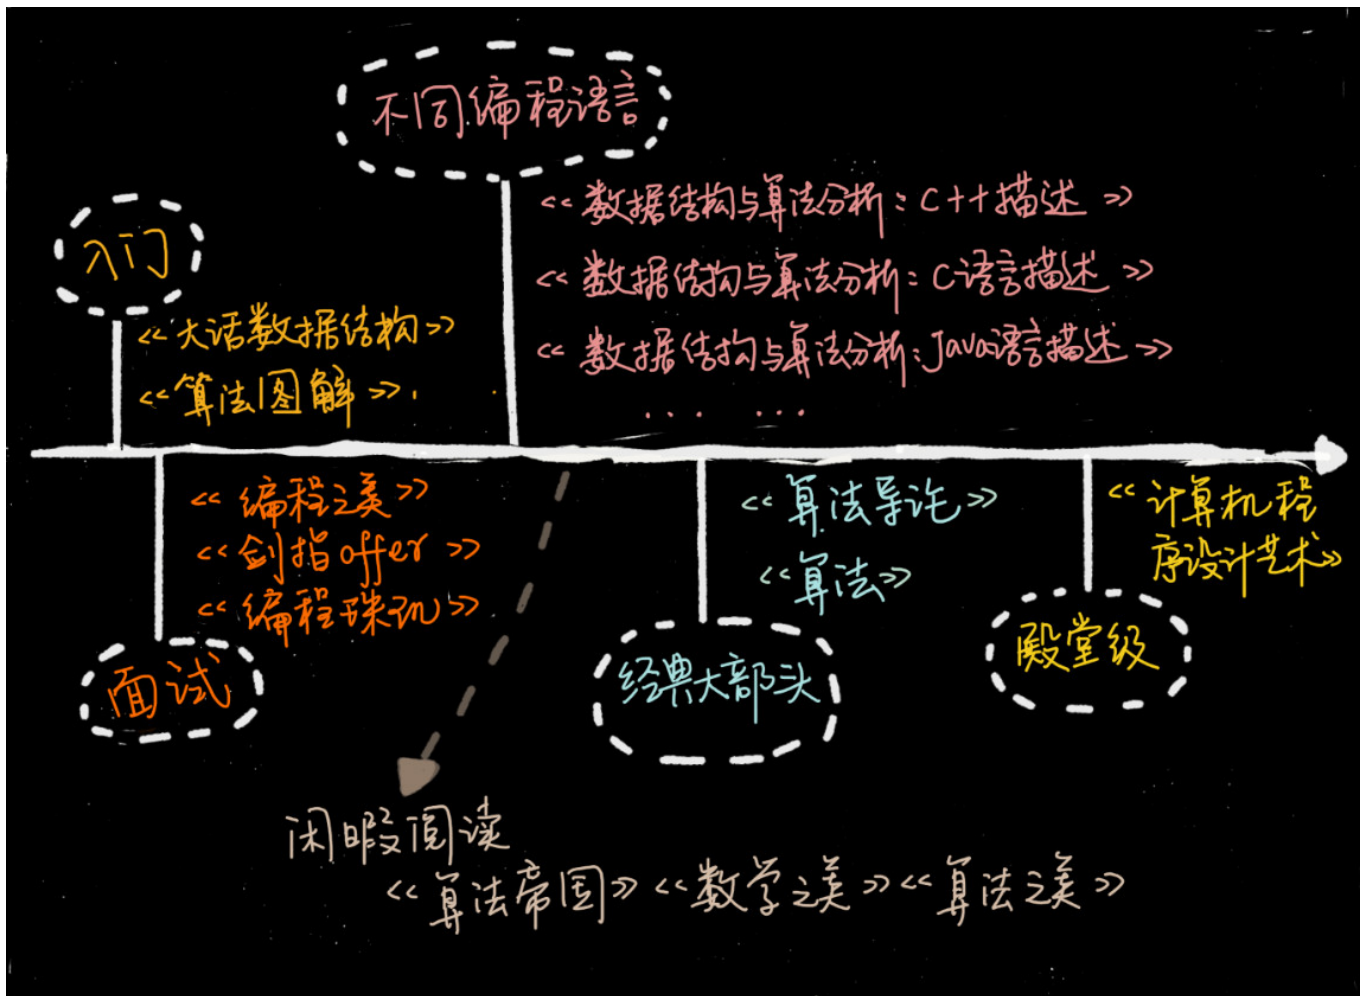 不同编程语言
<<数据结构与算法分析:C++描述>>
<<数据结构与算法分析:C语言描述>>
<<数据结构与算法分析:Java语言描述>>
... ...
入门
<<大话数据结构>>
<<算法图解>>.
<<编程之美>>
<<剑指offer>>
<<编程珠玑>>
面试
<<算法导论>>
<<算法>>
经典大部头
<<计算机程
序设计艺术>>
殿堂级
闲暇阅读
<<算法帝国>><<数学之美>><<算法之美>>